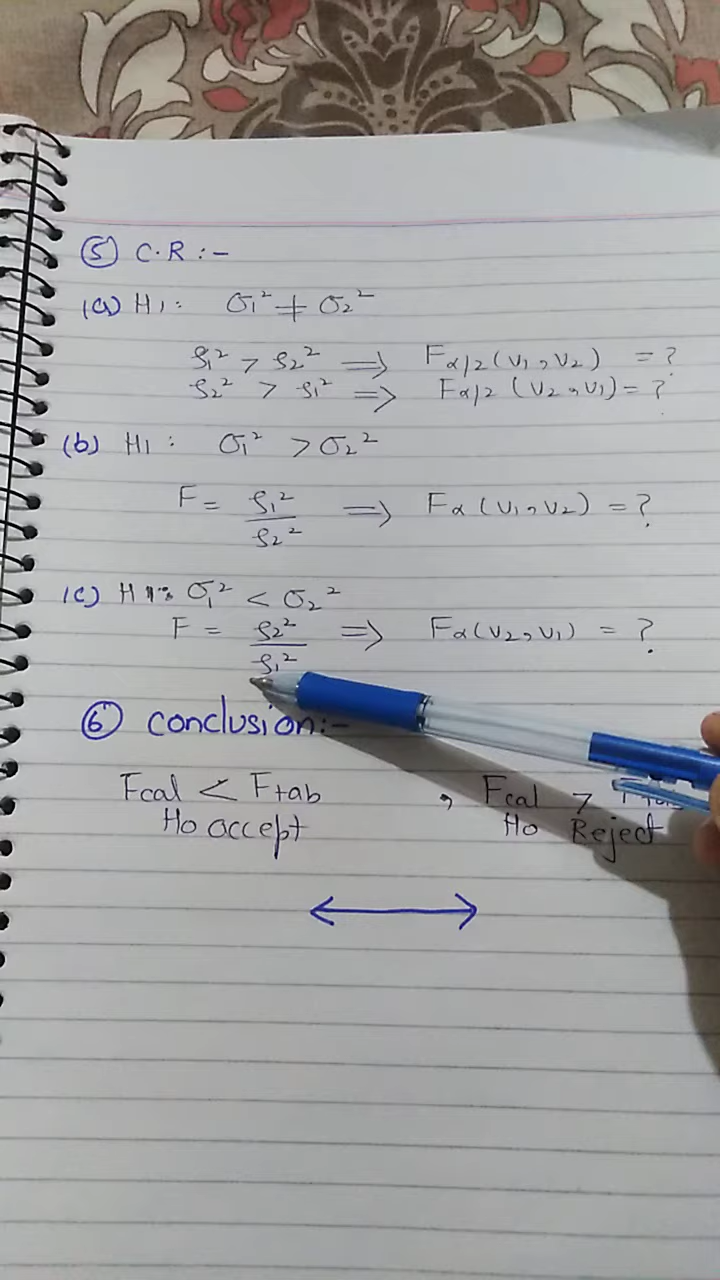 ⑤ C.R :-
(a) H₁ : σ₁² ≠ σ₂²
s₁² > s₂² ⟹ Fα/2 (v₁, v₂) = ?
s₂² > s₁² ⟹ Fα/2 (v₂, v₁) = ?
(b) H₁ : σ₁² > σ₂²
F = s₁²/s₂² ⟹ Fα (v₁, v₂) = ?
(c) H₁: σ₁² < σ₂²
F = s₂²/s₁² ⟹ Fα(v₂, v₁) = ?
⑥ conclusion:-
Fcal < Ftab , Fcal >
H₀ accept H₀ Reject